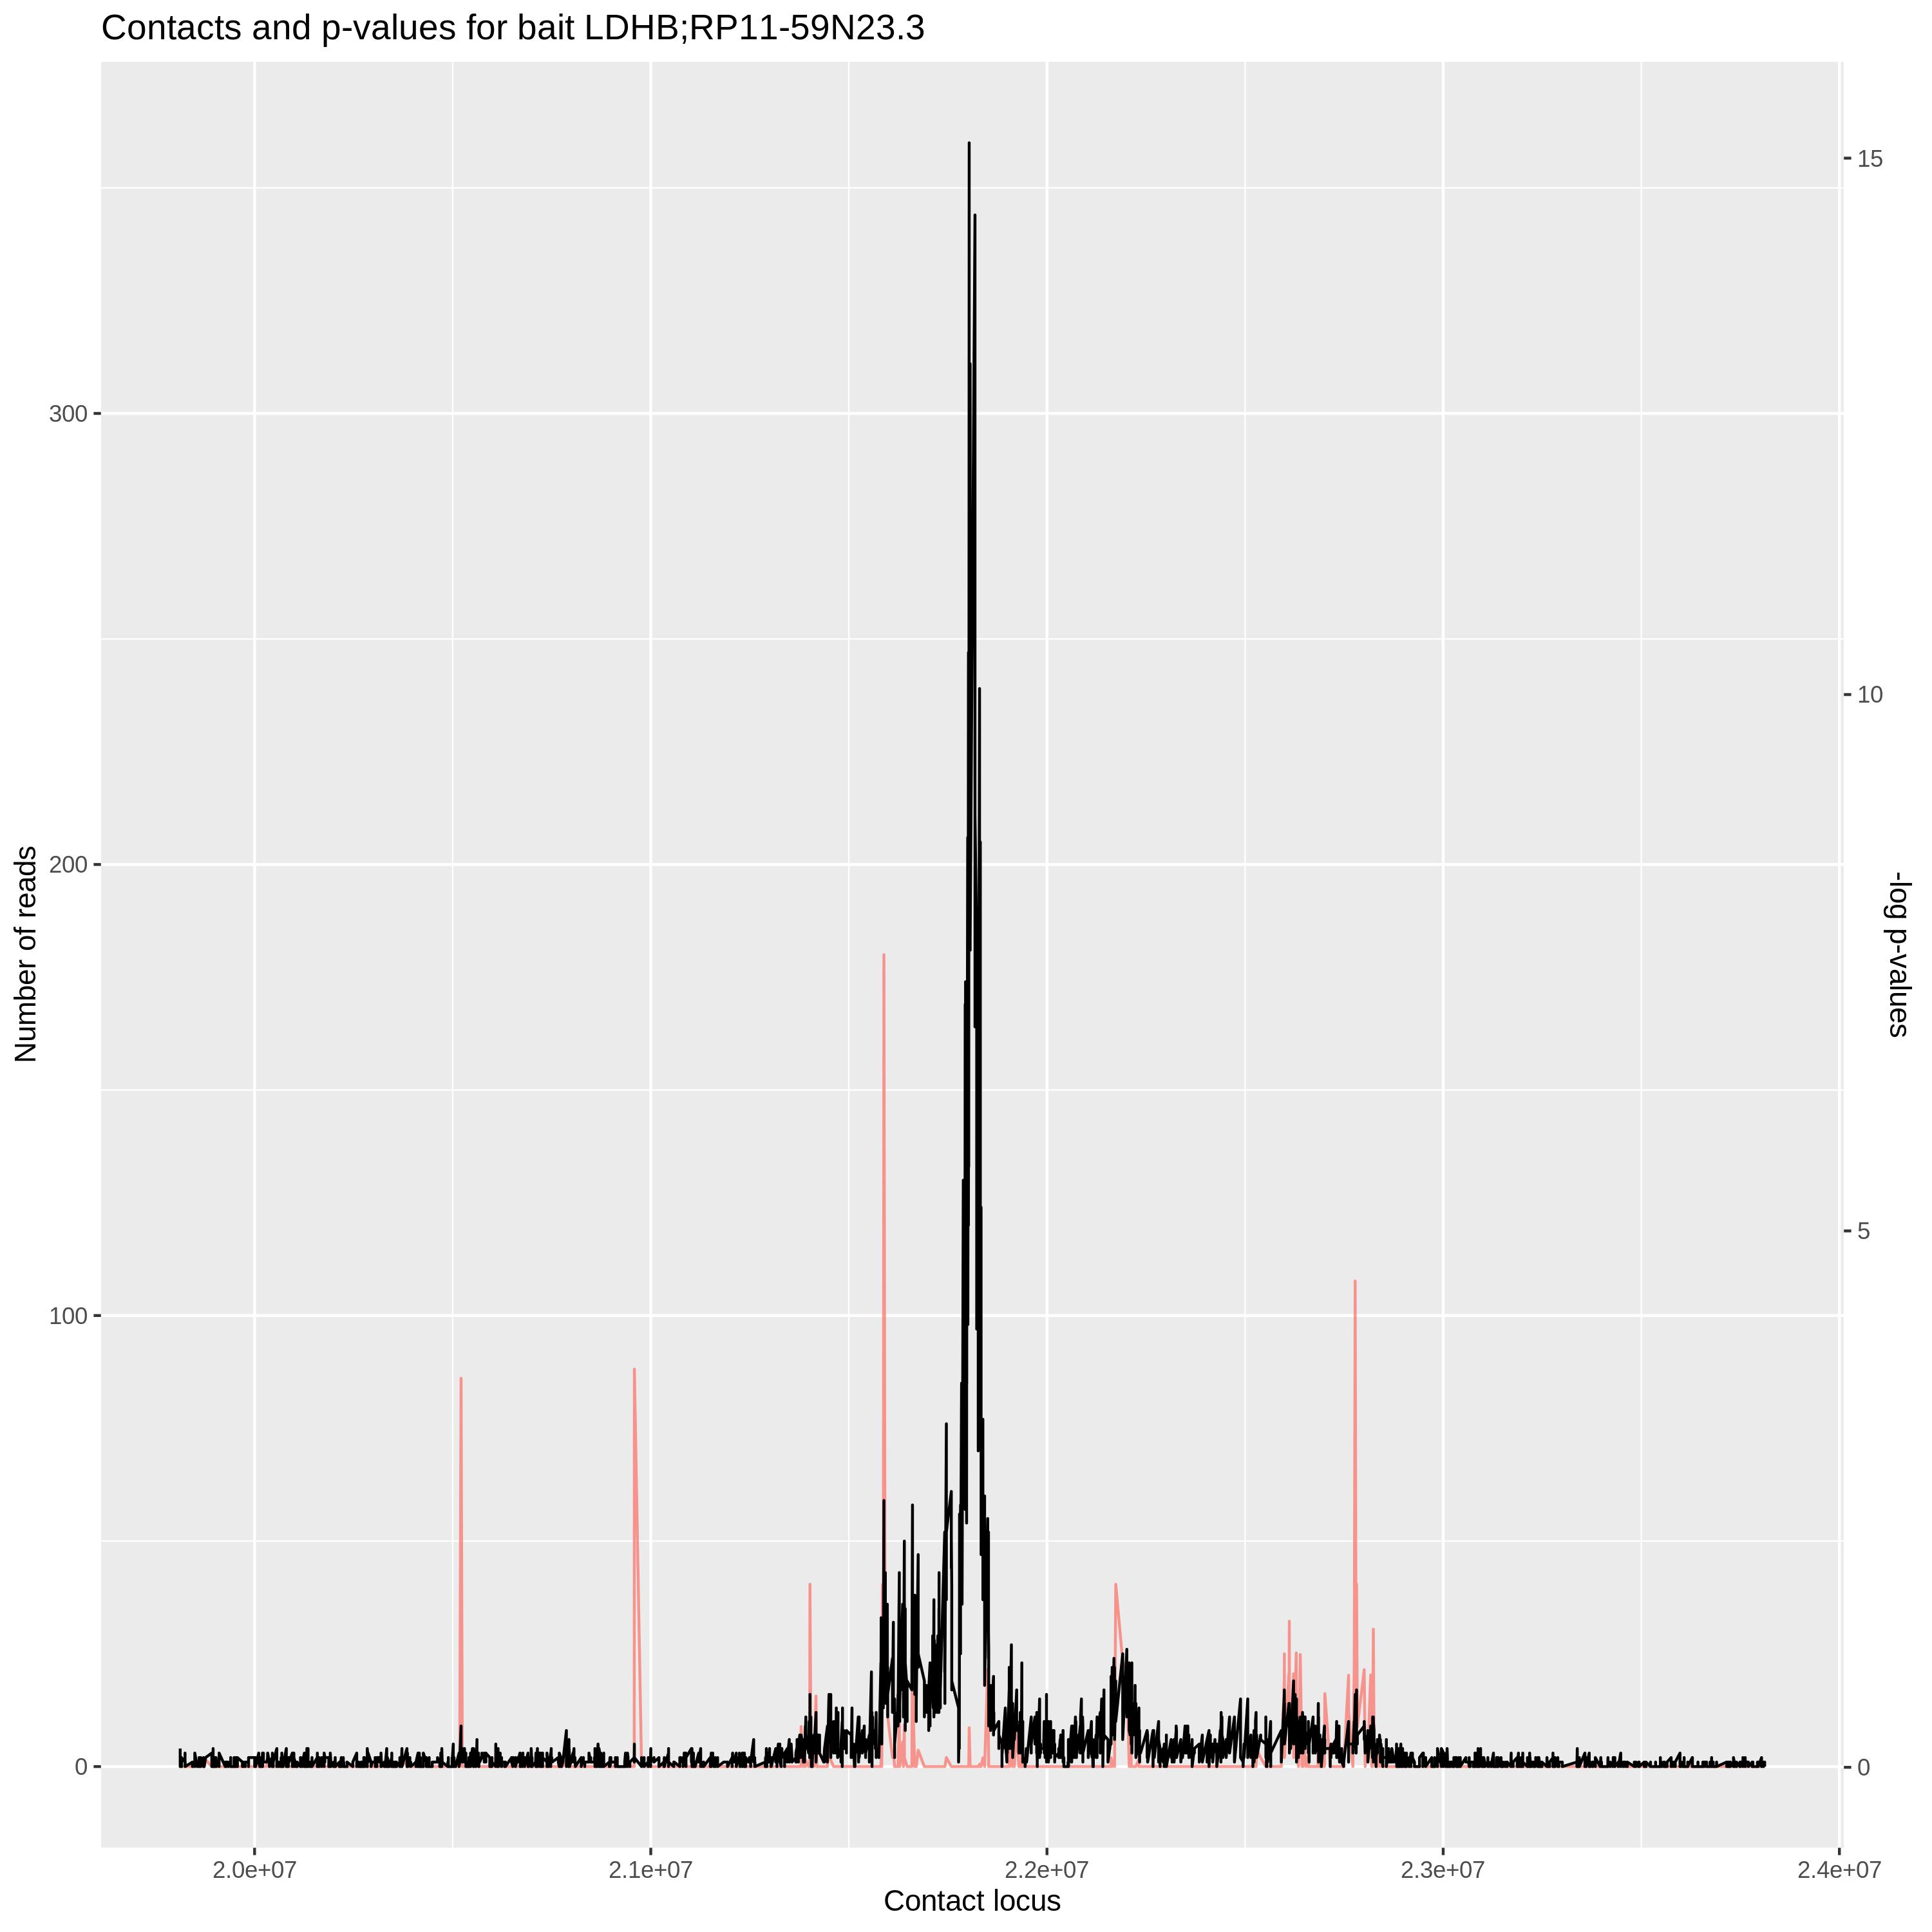 Contacts and p-values for bait LDHB;RP11-59N23.3
Number of reads
300
200
100
0
15
10
5
0
-log p-values
2.0e+07
2.1e+07
2.2e+07
2.3e+07
2.4e+07
Contact locus